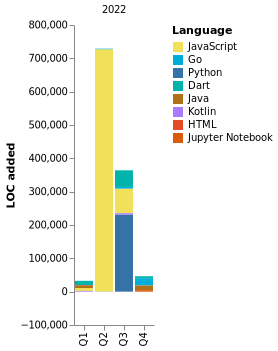 2022
Language
JavaScript
Go
Python
Dart
Java
Kotlin
HTML
Jupyter Notebook
LOC added
800,000
700,000
600,000
500,000
400,000
300,000
200,000
100,000
0
−100,000
Q1
Q2
Q3
Q4